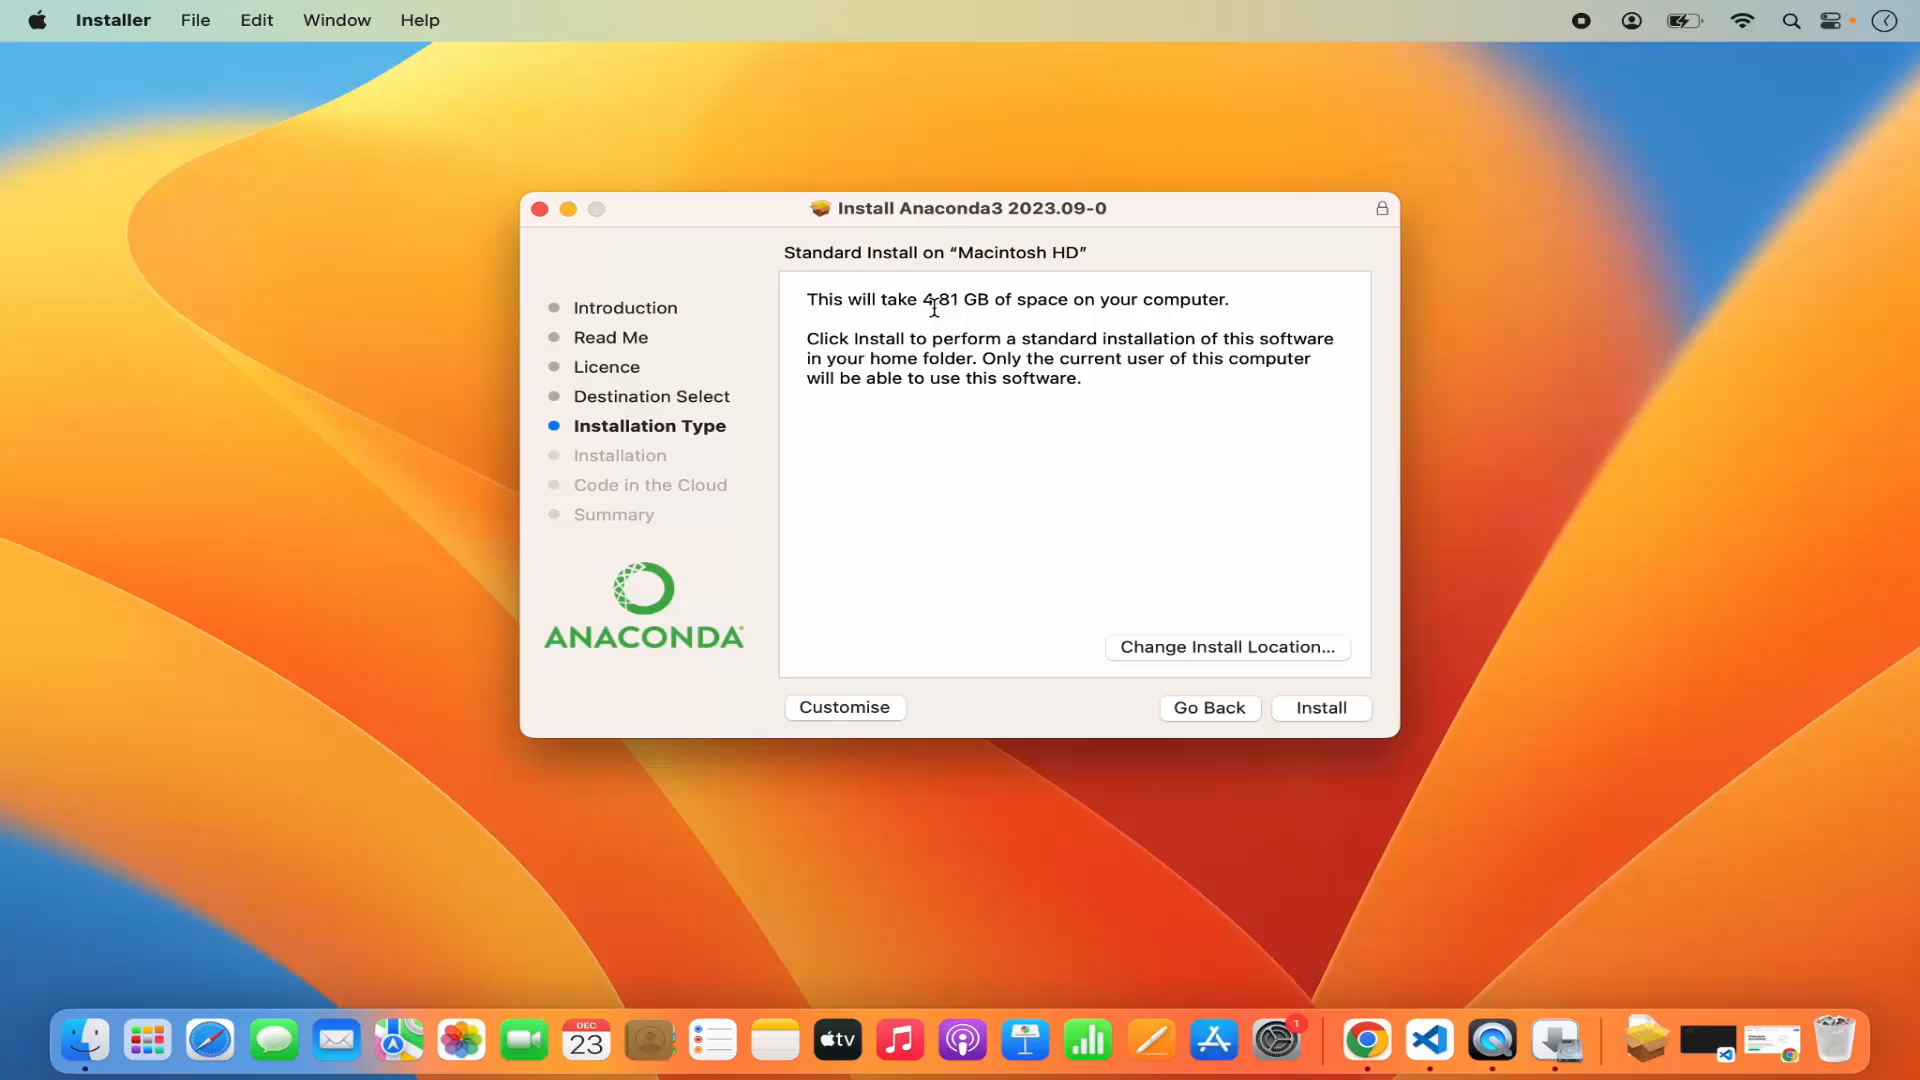 Installer File Edit Window Help
Install Anaconda3 2023.09-0
Standard Install on “Macintosh HD”
Introduction
Read Me
Licence
Destination Select
Installation Type
Installation
Code in the Cloud
Summary
ANACONDA
This will take 4.81 GB of space on your computer.
Click Install to perform a standard installation of this software
in your home folder. Only the current user of this computer
will be able to use this software.
Change Install Location...
Customise
Go Back
Install
DEC
23
tv
1